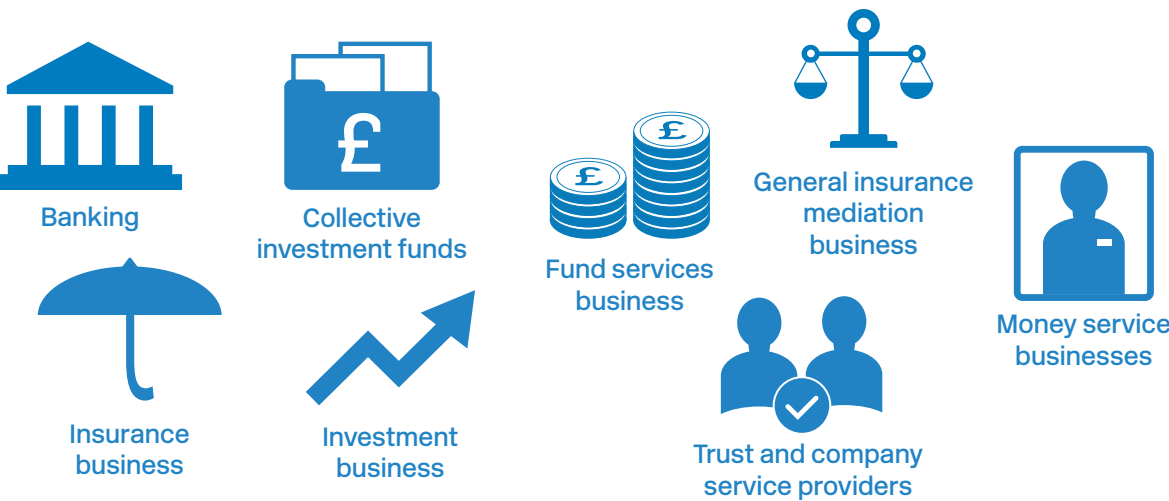 £
Banking
Collective
investment funds
Insurance
business
Investment
business
£
£
Fund services
business
General insurance
mediation
business
Trust and company
service providers
Money service
businesses